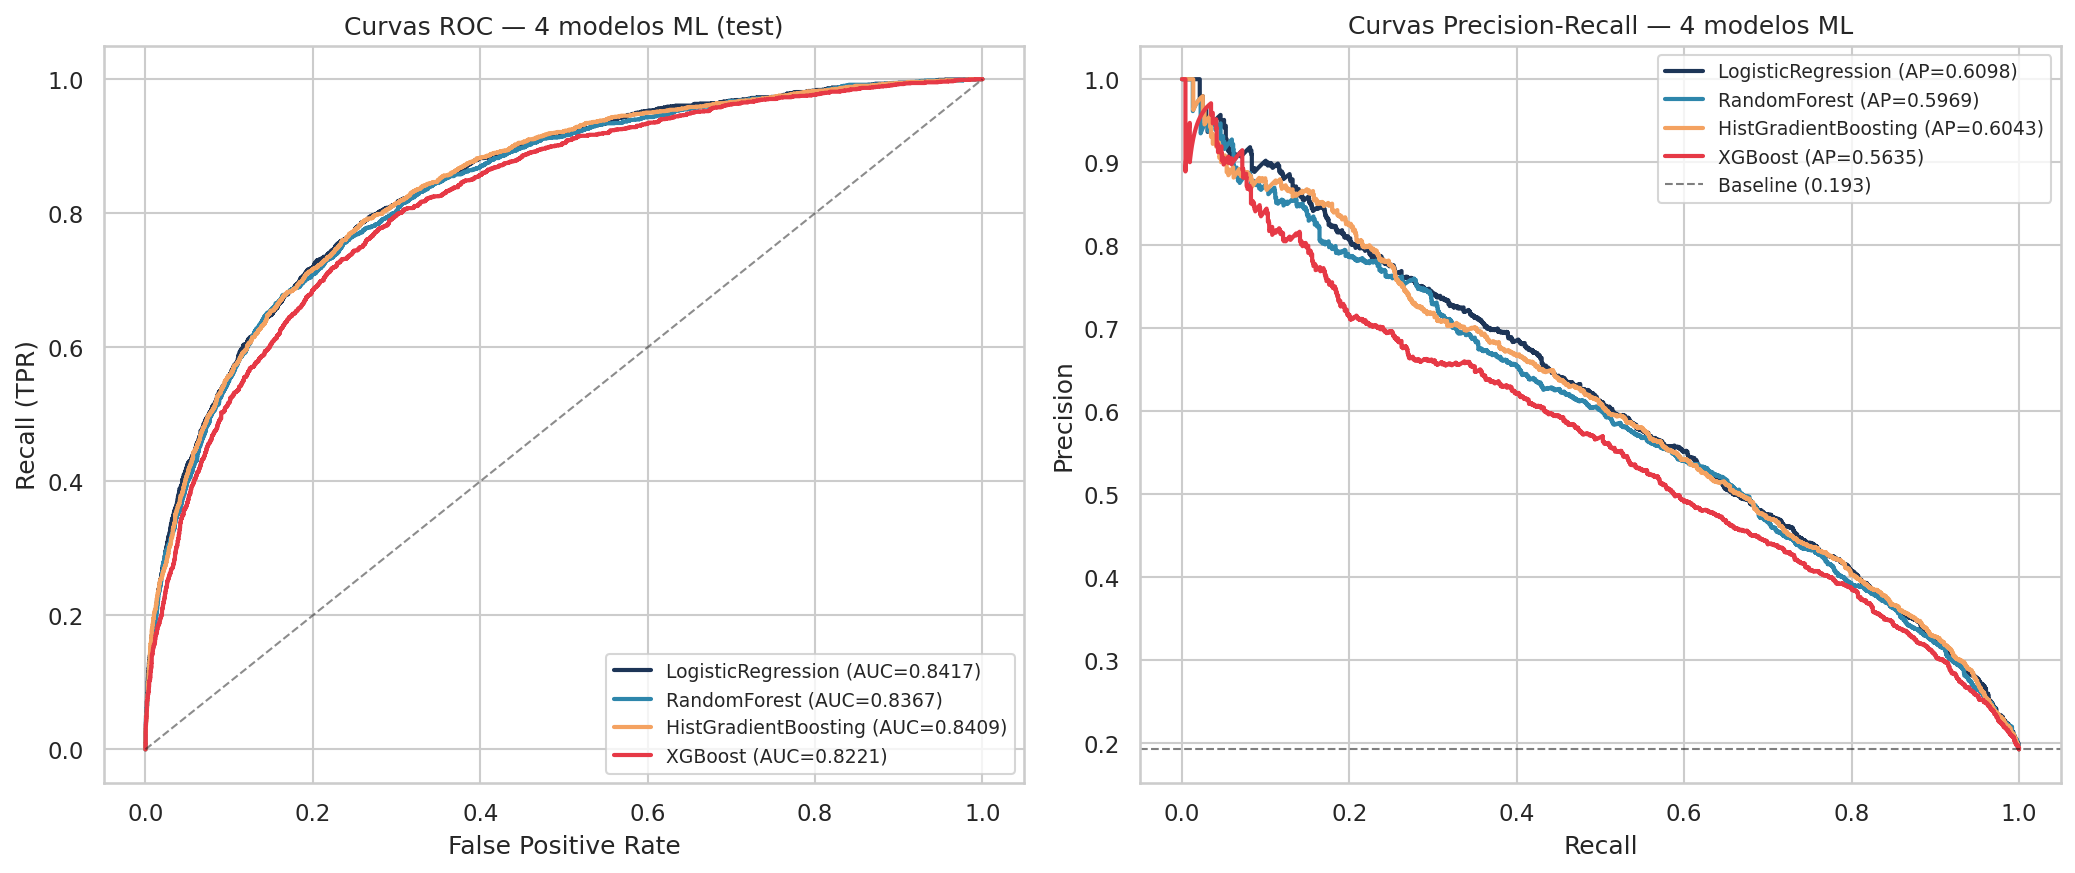 Curvas ROC — 4 modelos ML (test)
Recall (TPR)
1.0
0.8
0.6
0.4
0.2
0.0
LogisticRegression (AUC=0.8417)
RandomForest (AUC=0.8367)
HistGradientBoosting (AUC=0.8409)
XGBoost (AUC=0.8221)
0.0 0.2 0.4 0.6 0.8 1.0
False Positive Rate
Curvas Precision-Recall — 4 modelos ML
Precision
1.0
0.9
0.8
0.7
0.6
0.5
0.4
0.3
0.2
LogisticRegression (AP=0.6098)
RandomForest (AP=0.5969)
HistGradientBoosting (AP=0.6043)
XGBoost (AP=0.5635)
Baseline (0.193)
0.0 0.2 0.4 0.6 0.8 1.0
Recall